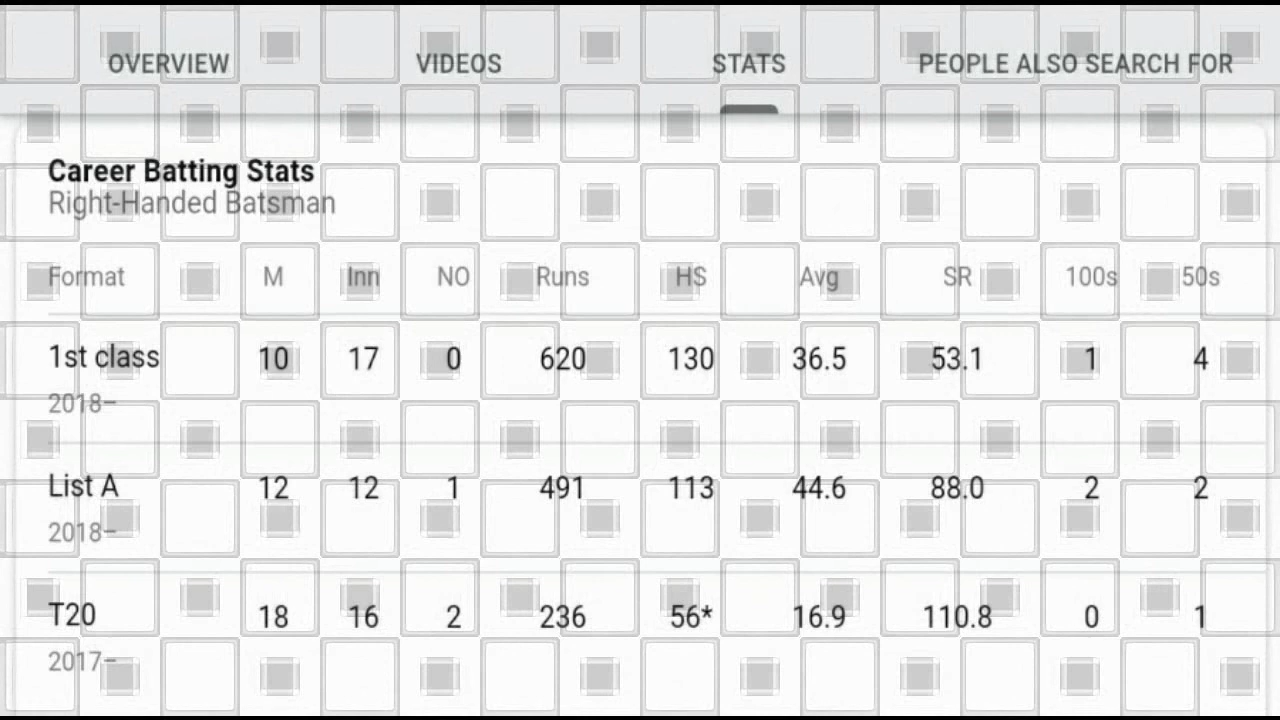 OVERVIEW VIDEOS STATS PEOPLE ALSO SEARCH FOR
Career Batting Stats
Right-Handed Batsman
Format M Inn NO Runs HS Avg SR 100s 50s
1st class 10 17 0 620 130 36.5 53.1 1 4
2018–
List A 12 12 1 491 113 44.6 88.0 2 2
2018–
T20 18 16 2 236 56* 16.9 110.8 0 1
2017–